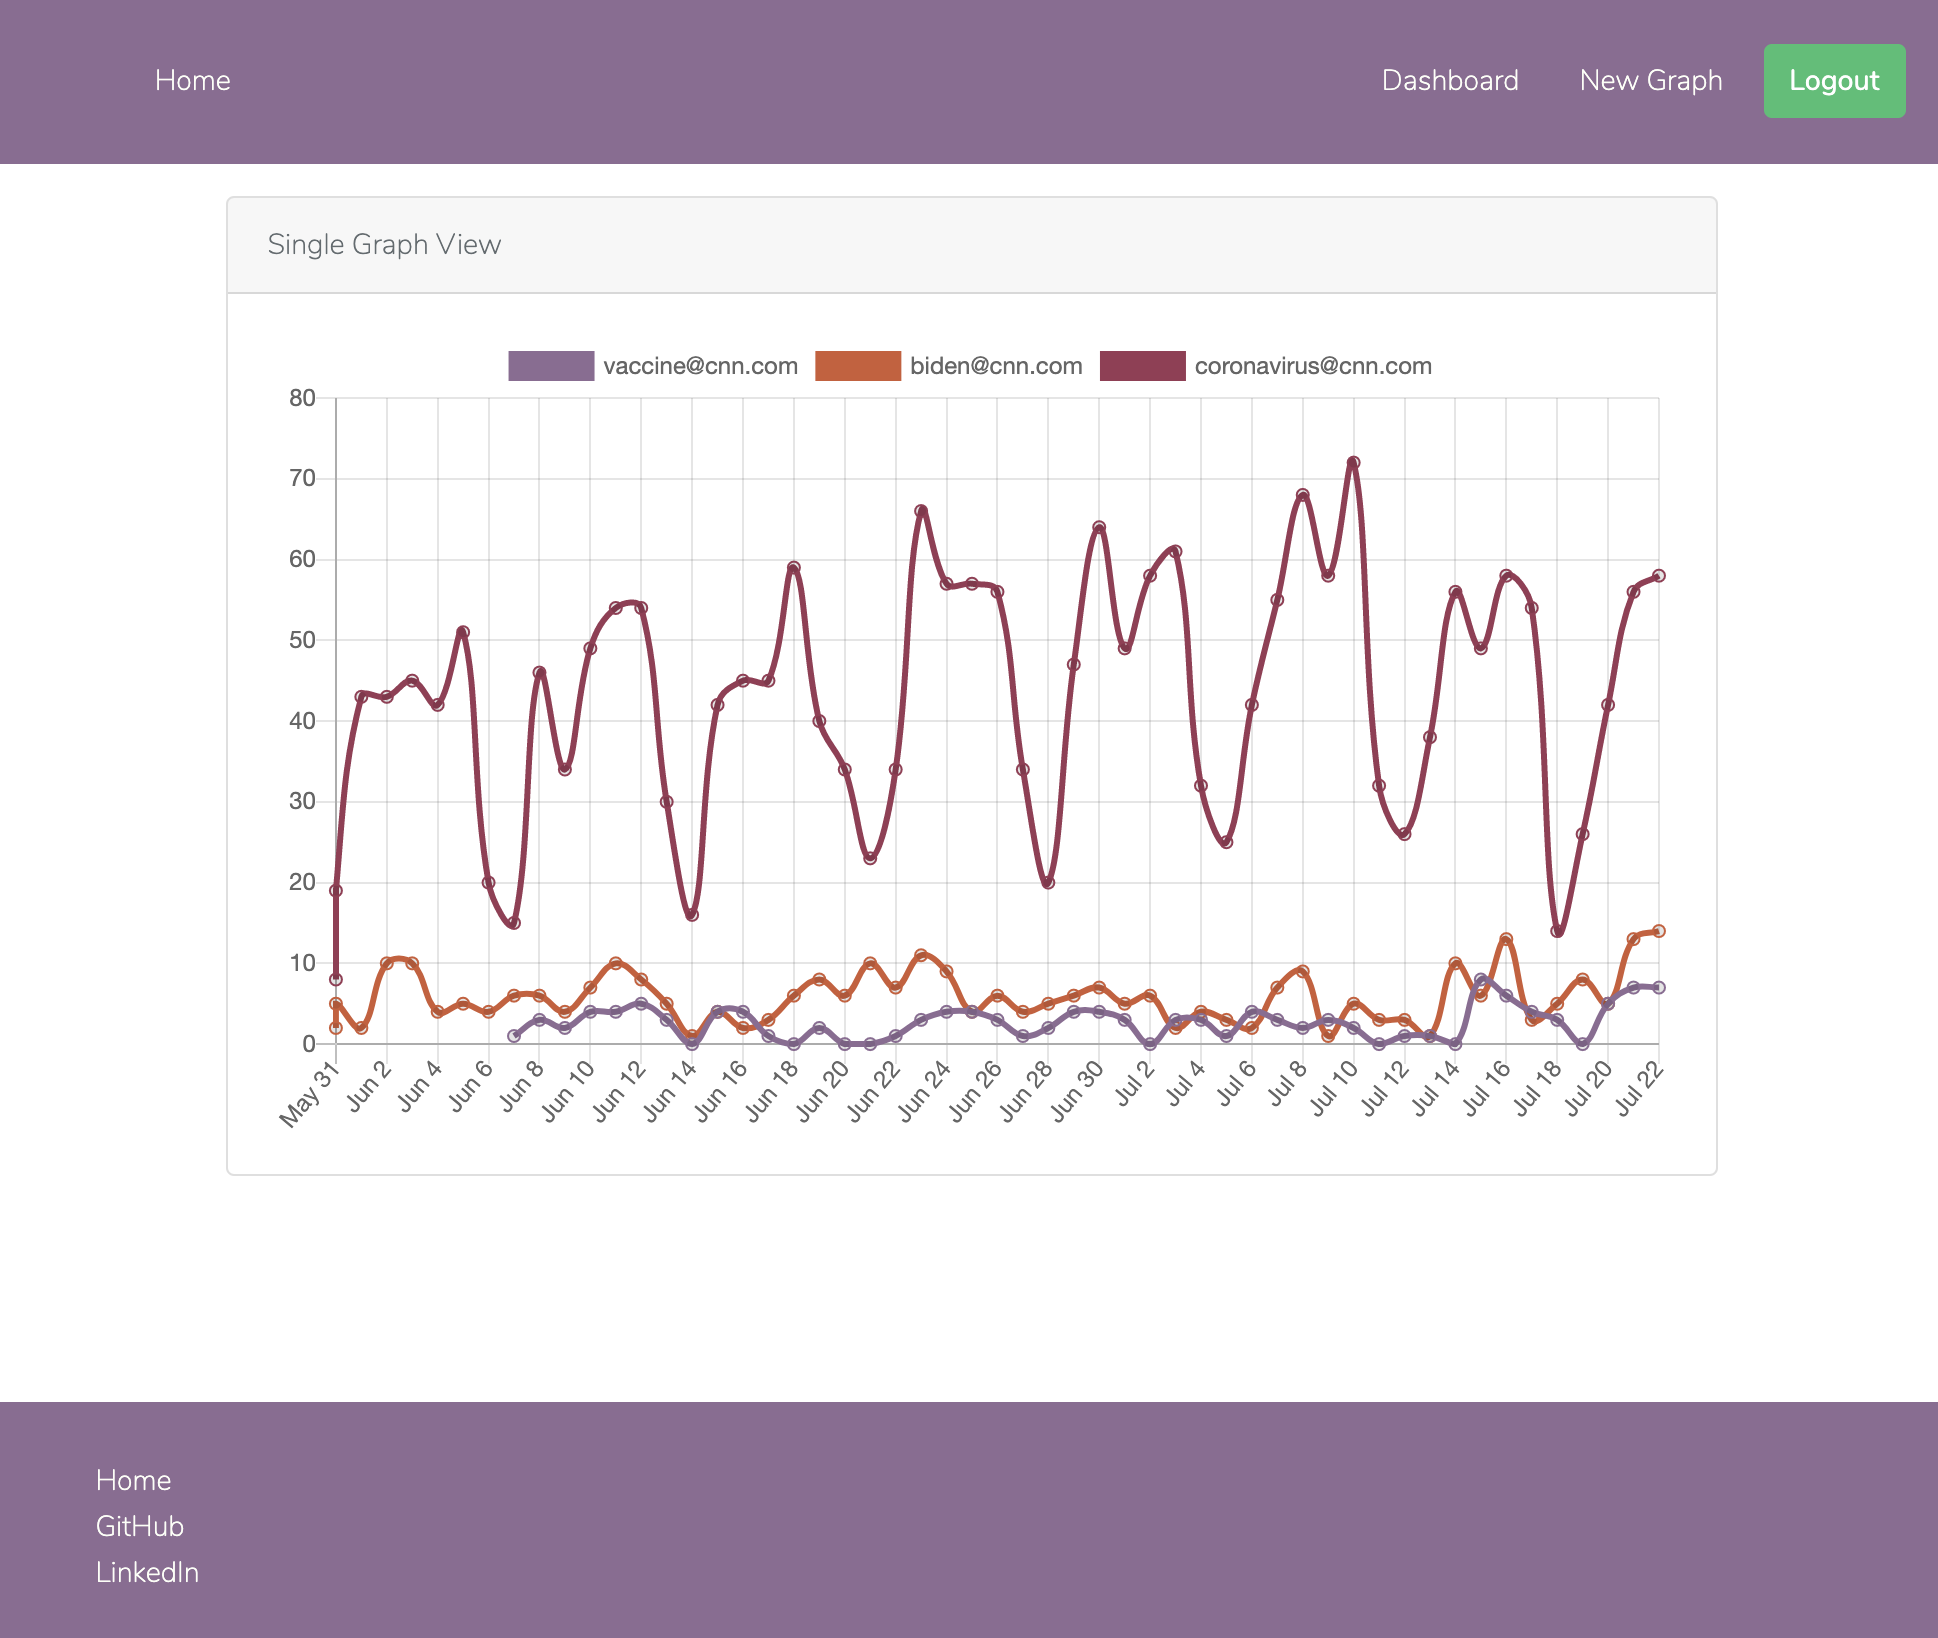 Home Dashboard New Graph Logout
Single Graph View
vaccine@cnn.com biden@cnn.com coronavirus@cnn.com
80
70
60
50
40
30
20
10
0
May 31 Jun 2 Jun 4 Jun 6 Jun 8 Jun 10 Jun 12 Jun 14 Jun 16 Jun 18 Jun 20 Jun 22 Jun 24 Jun 26 Jun 28 Jun 30 Jul 2 Jul 4 Jul 6 Jul 8 Jul 10 Jul 12 Jul 14 Jul 16 Jul 18 Jul 20 Jul 22
Home
GitHub
LinkedIn